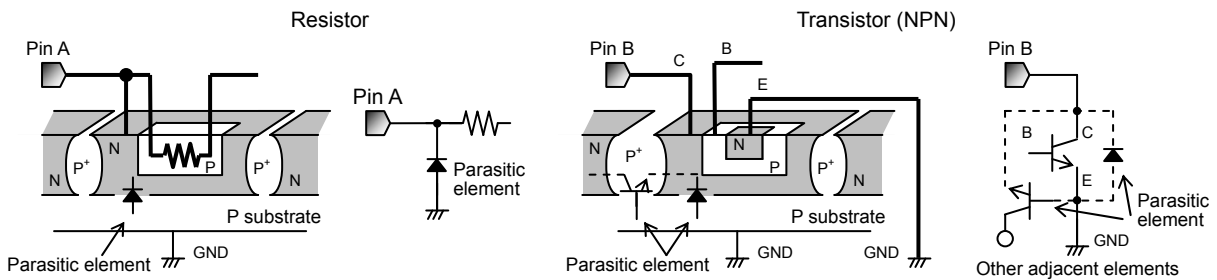 Resistor
Pin A
N
N
P+
P
P+
N
P substrate
Parasitic element
GND
Pin A
Parasitic
element
Transistor (NPN)
Pin B
C
B
E
N
P+
N
N
P
P+
N
P substrate
Parasitic element
GND
GND
Pin B
B
C
E
Parasitic
element
GND
Other adjacent elements